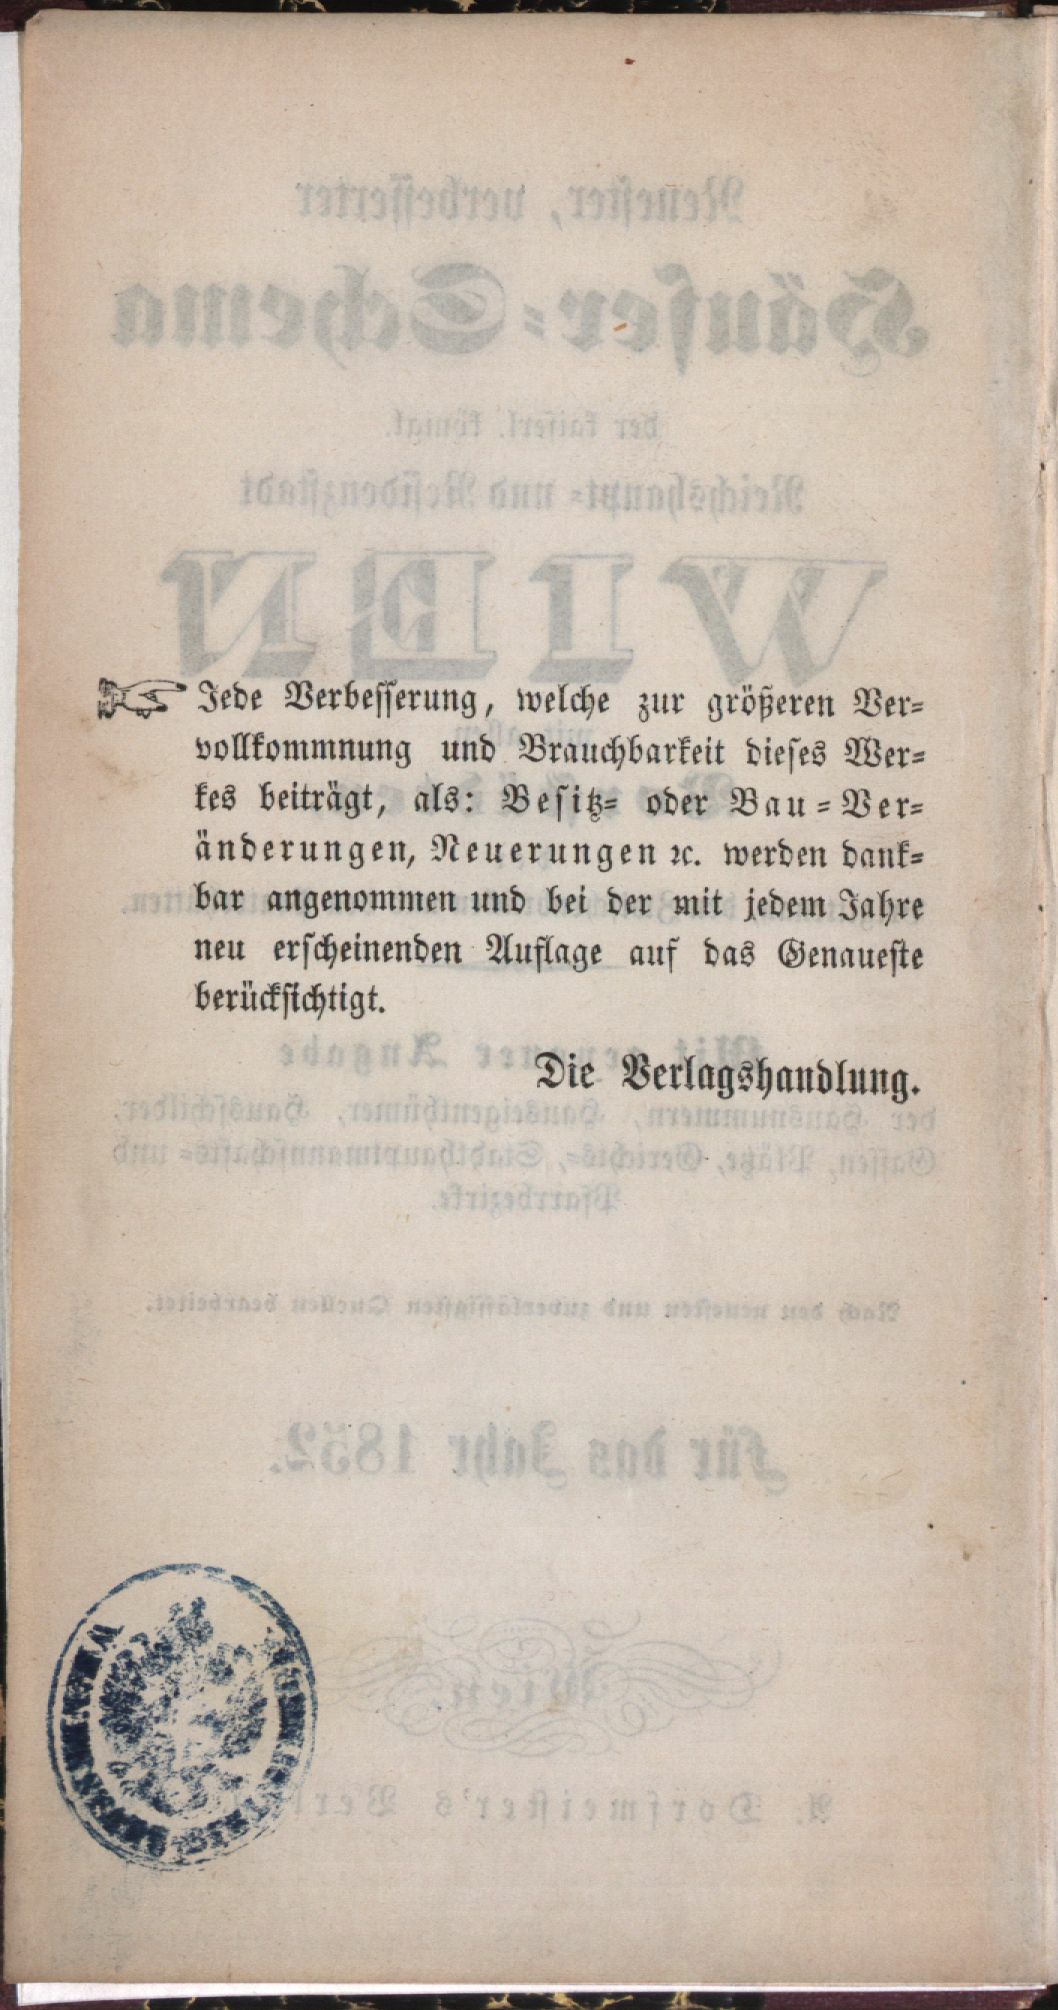 ☞ Jede Verbesserung, welche zur größeren Ver=
vollkommnung und Brauchbarkeit dieses Wer=
kes beiträgt, als: Besitz= oder Bau=Ver=
änderungen, Neuerungen ꝛc. werden dank=
bar angenommen und bei der mit jedem Jahre
neu erscheinenden Auflage auf das Genaueste
berücksichtigt.
Die Verlagshandlung.